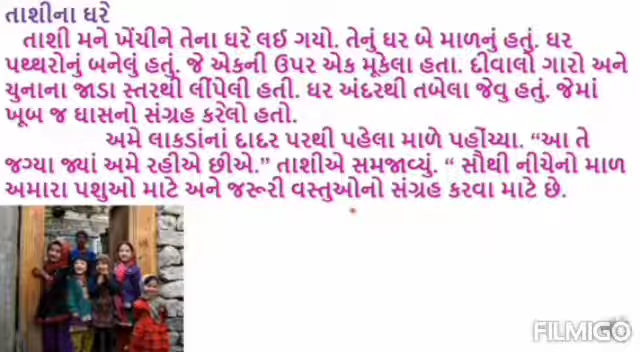 તાશીના ઘરે
તાશી મને ખેંચીને તેના ઘરે લઈ ગયો. તેનું ઘર બે માળનું હતું. ઘર
પથ્થરોનું બનેલું હતું. જે એકની ઉપર એક મૂકેલા હતા. દીવાલો ગારો અને
ચુનાના જાડા સ્તરથી લીંપેલી હતી. ઘર અંદરથી તબેલા જેવુ હતું. જેમાં
ખૂબ જ ઘાસનો સંગ્રહ કરેલો હતો.
અમે લાકડાંનાં દાદર પરથી પહેલા માળે પહોંચ્યા. “આ તે
જગ્યા જ્યાં અમે રહીએ છીએ.” તાશીએ સમજાવ્યું. “ સૌથી નીચેનો માળ
અમારા પશુઓ માટે અને જરૂરી વસ્તુઓનો સંગ્રહ કરવા માટે છે.
FILMIGO